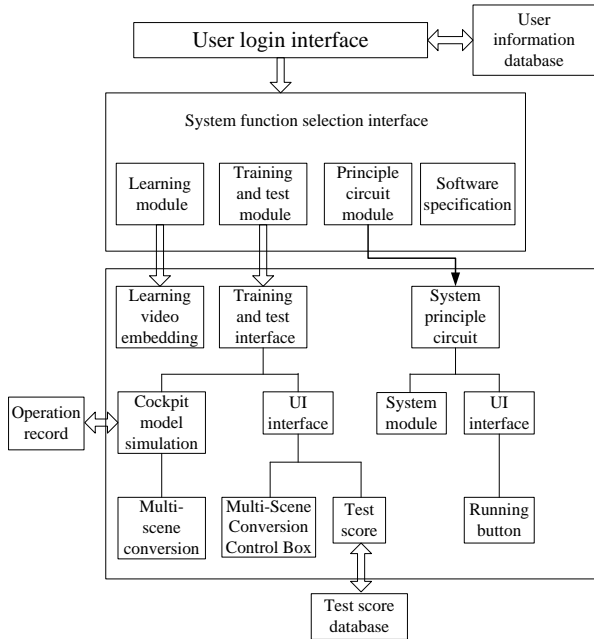 User login interface
User
information
database
System function selection interface
Learning
module
Training
and test
module
Principle
circuit module
Software
specification
Learning
video
embedding
Training
and test
interface
System
principle
circuit
Operation
record
Cockpit
model
simulation
UI
interface
System
module
UI
interface
Multi-
scene
conversion
Multi-Scene
Conversion
Control Box
Test
score
Running
button
Test score
database